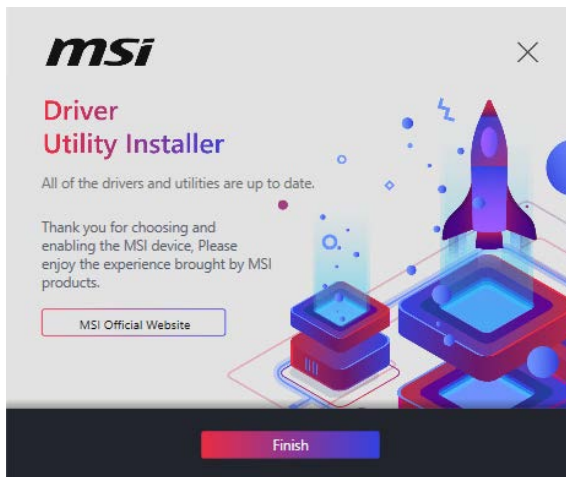 msi
Driver
Utility Installer
All of the drivers and utilities are up to date.
Thank you for choosing and
enabling the MSI device, Please
enjoy the experience brought by MSI
products.
MSI Official Website
Finish